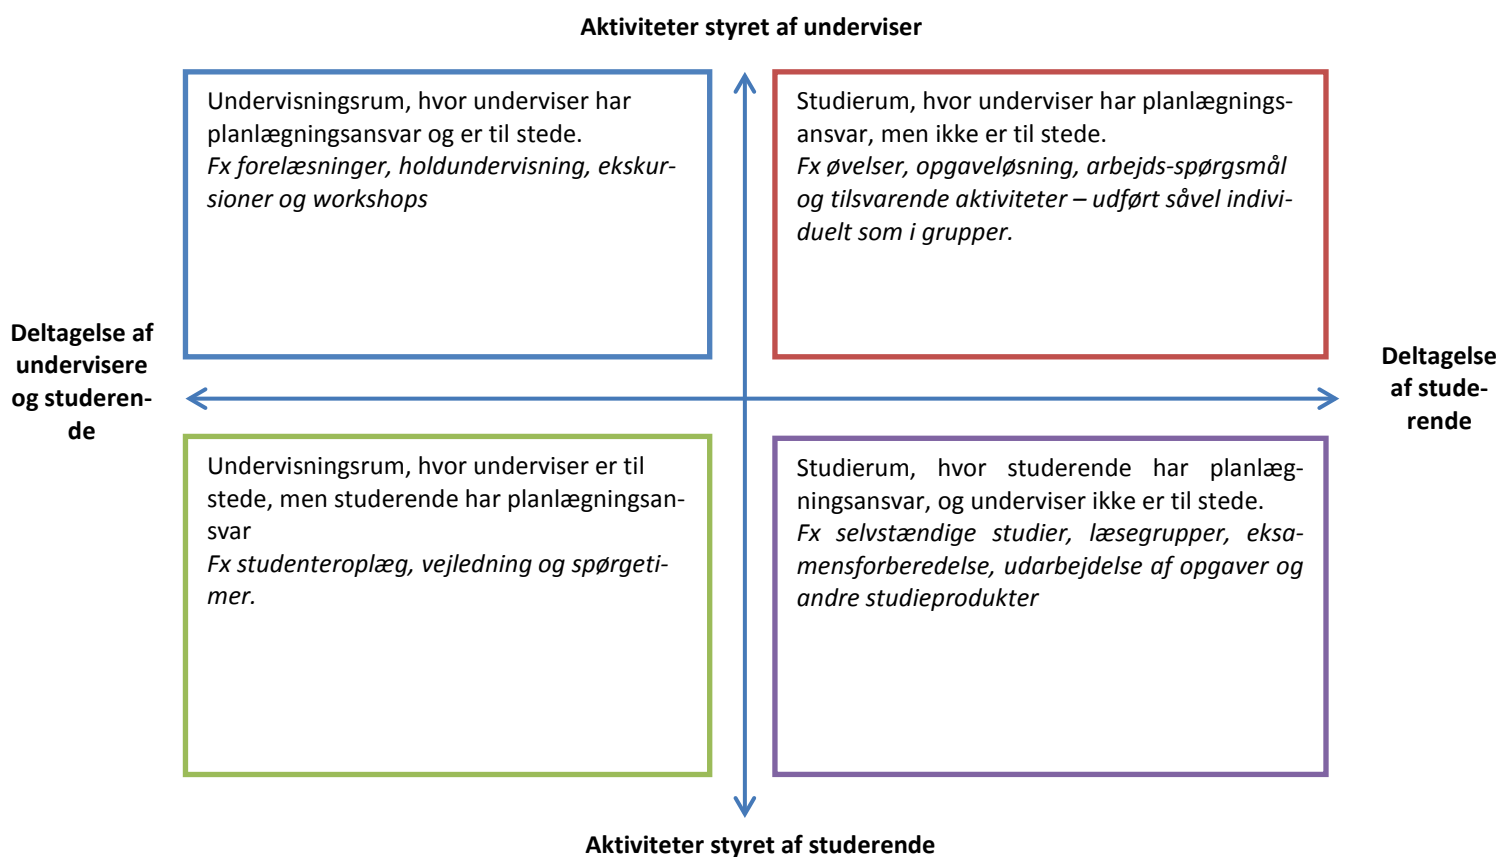 Aktiviteter styret af underviser
Undervisningsrum, hvor underviser har
planlægningsansvar og er til stede.
Fx forelæsninger, holdundervisning, ekskur-
sioner og workshops
Studierum, hvor underviser har planlægnings-
ansvar, men ikke er til stede.
Fx øvelser, opgaveløsning, arbejds-spørgsmål
og tilsvarende aktiviteter – udført såvel indivi-
duelt som i grupper.
Deltagelse af
undervisere
og studeren-
de
Deltagelse
af stude-
rende
Undervisningsrum, hvor underviser er til
stede, men studerende har planlægningsan-
svar
Fx studenteroplæg, vejledning og spørgeti-
mer.
Studierum, hvor studerende har planlæg-
ningsansvar, og underviser ikke er til stede.
Fx selvstændige studier, læsegrupper, eksa-
mensforberedelse, udarbejdelse af opgaver og
andre studieprodukter
Aktiviteter styret af studerende